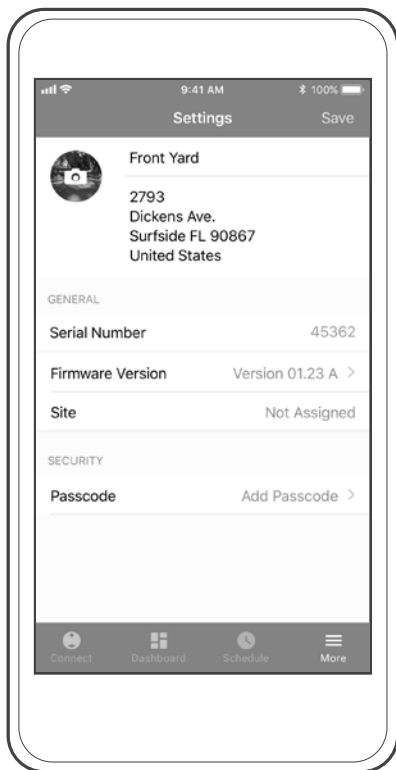 9:41 AM 100%
Settings Save
Front Yard
2793
Dickens Ave.
Surfside FL 90867
United States
GENERAL
Serial Number 45362
Firmware Version Version 01.23 A >
Site Not Assigned
SECURITY
Passcode Add Passcode >
Connect Dashboard Schedule More